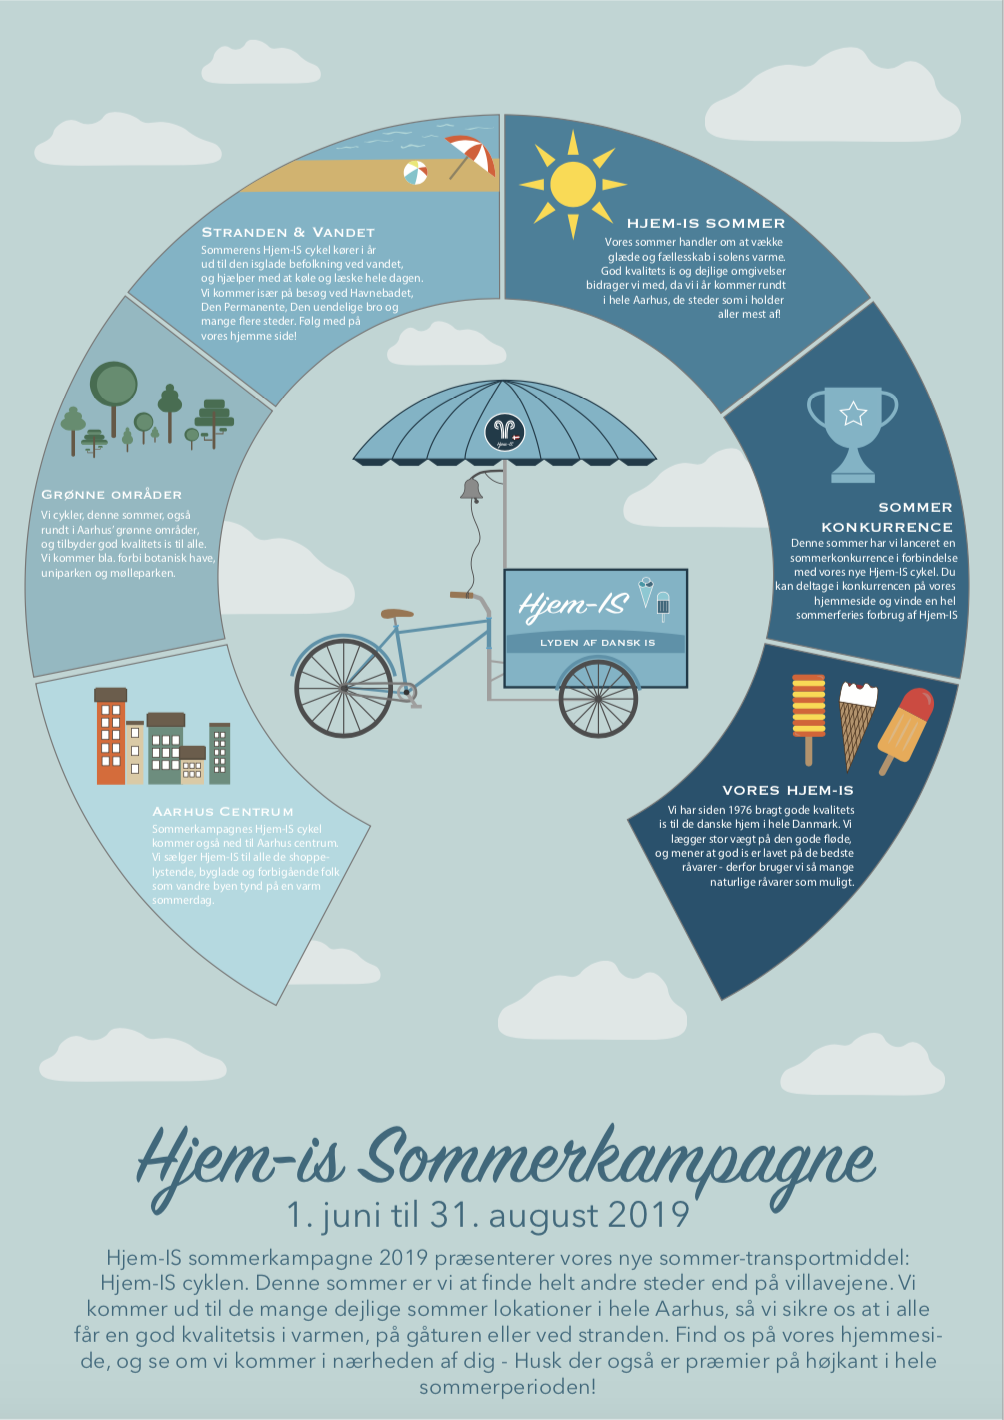 STRANDEN & VANDET
Sommerens Hjem-IS cykel kører i år
ud til den isglade befolkning ved vandet,
og hjælper med at køle og læske hele dagen.
Vi kommer især på besøg ved Havnebadet,
Den Permanente, Den uendelige bro og
mange flere steder. Følg med på
vores hjemme side!
HJEM-IS SOMMER
Vores sommer handler om at vække
glæde og fællesskab i solens varme.
God kvalitets is og dejlige omgivelser
bidrager vi med, da vi i år kommer rundt
i hele Aarhus, de steder som i holder
aller mest af!
GRØNNE OMRÅDER
Vi cykler, denne sommer, også
rundt i Aarhus' grønne områder,
og tilbyder god kvalitets is til alle.
Vi kommer bla. forbi botanisk have,
uniparken og mølleparken.
SOMMER
KONKURRENCE
Denne sommer har vi lanceret en
sommerkonkurrence i forbindelse
med vores nye Hjem-IS cykel. Du
kan deltage i konkurrencen på vores
hjemmeside og vinde en hel
sommerferies forbrug af Hjem-IS
Hjem-IS
Hjem-IS
LYDEN AF DANSK IS
AARHUS CENTRUM
Sommerkampagnes Hjem-IS cykel
kommer også ned til Aarhus centrum.
Vi sælger Hjem-IS til alle de shoppe-
lystende, byglade og forbigående folk
som vandre byen tynd på en varm
sommerdag.
VORES HJEM-IS
Vi har siden 1976 bragt gode kvalitets
is til de danske hjem i hele Danmark. Vi
lægger stor vægt på den gode fløde,
og mener at god is er lavet på de bedste
råvarer - derfor bruger vi så mange
naturlige råvarer som muligt.
Hjem-is Sommerkampagne
1. juni til 31. august 2019
Hjem-IS sommerkampagne 2019 præsenterer vores nye sommer-transportmiddel:
Hjem-IS cyklen. Denne sommer er vi at finde helt andre steder end på villavejene. Vi
kommer ud til de mange dejlige sommer lokationer i hele Aarhus, så vi sikre os at i alle
får en god kvalitetsis i varmen, på gåturen eller ved stranden. Find os på vores hjemmesi-
de, og se om vi kommer i nærheden af dig - Husk der også er præmier på højkant i hele
sommerperioden!